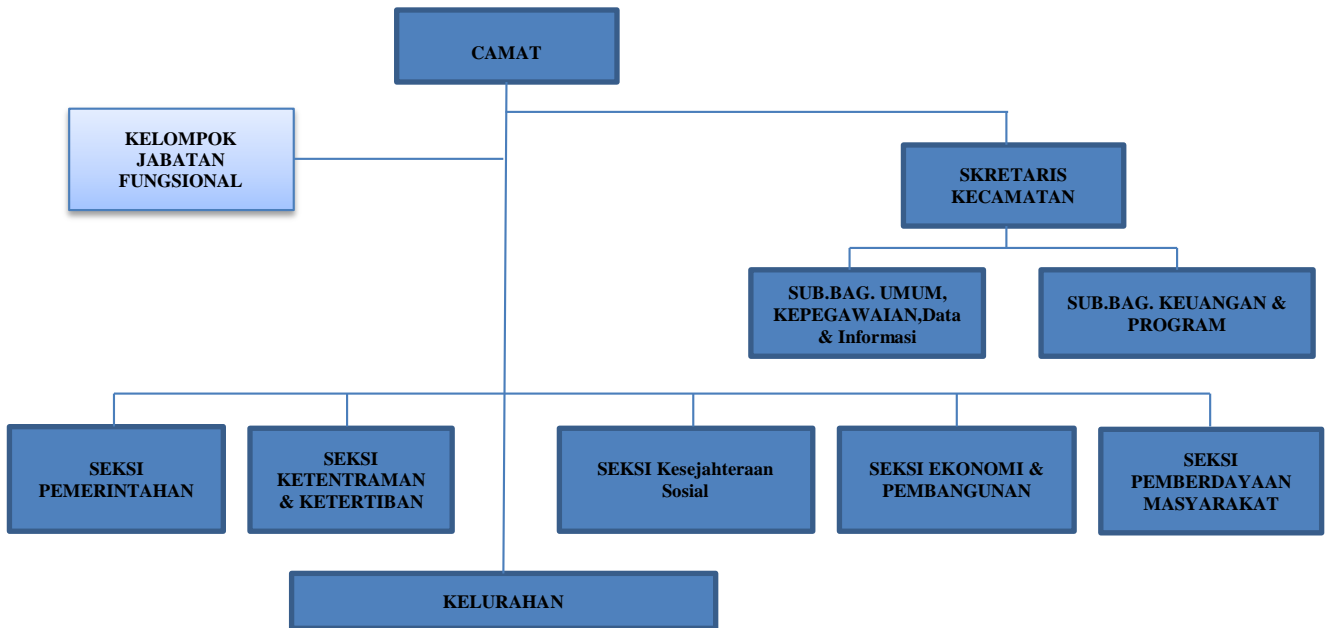 CAMAT
KELOMPOK
JABATAN
FUNGSIONAL
SKRETARIS
KECAMATAN
SUB.BAG. UMUM,
KEPEGAWAIAN,Data
& Informasi
SUB.BAG. KEUANGAN &
PROGRAM
SEKSI
PEMERINTAHAN
SEKSI
KETENTRAMAN
& KETERTIBAN
SEKSI Kesejahteraan
Sosial
SEKSI EKONOMI &
PEMBANGUNAN
SEKSI
PEMBERDAYAAN
MASYARAKAT
KELURAHAN